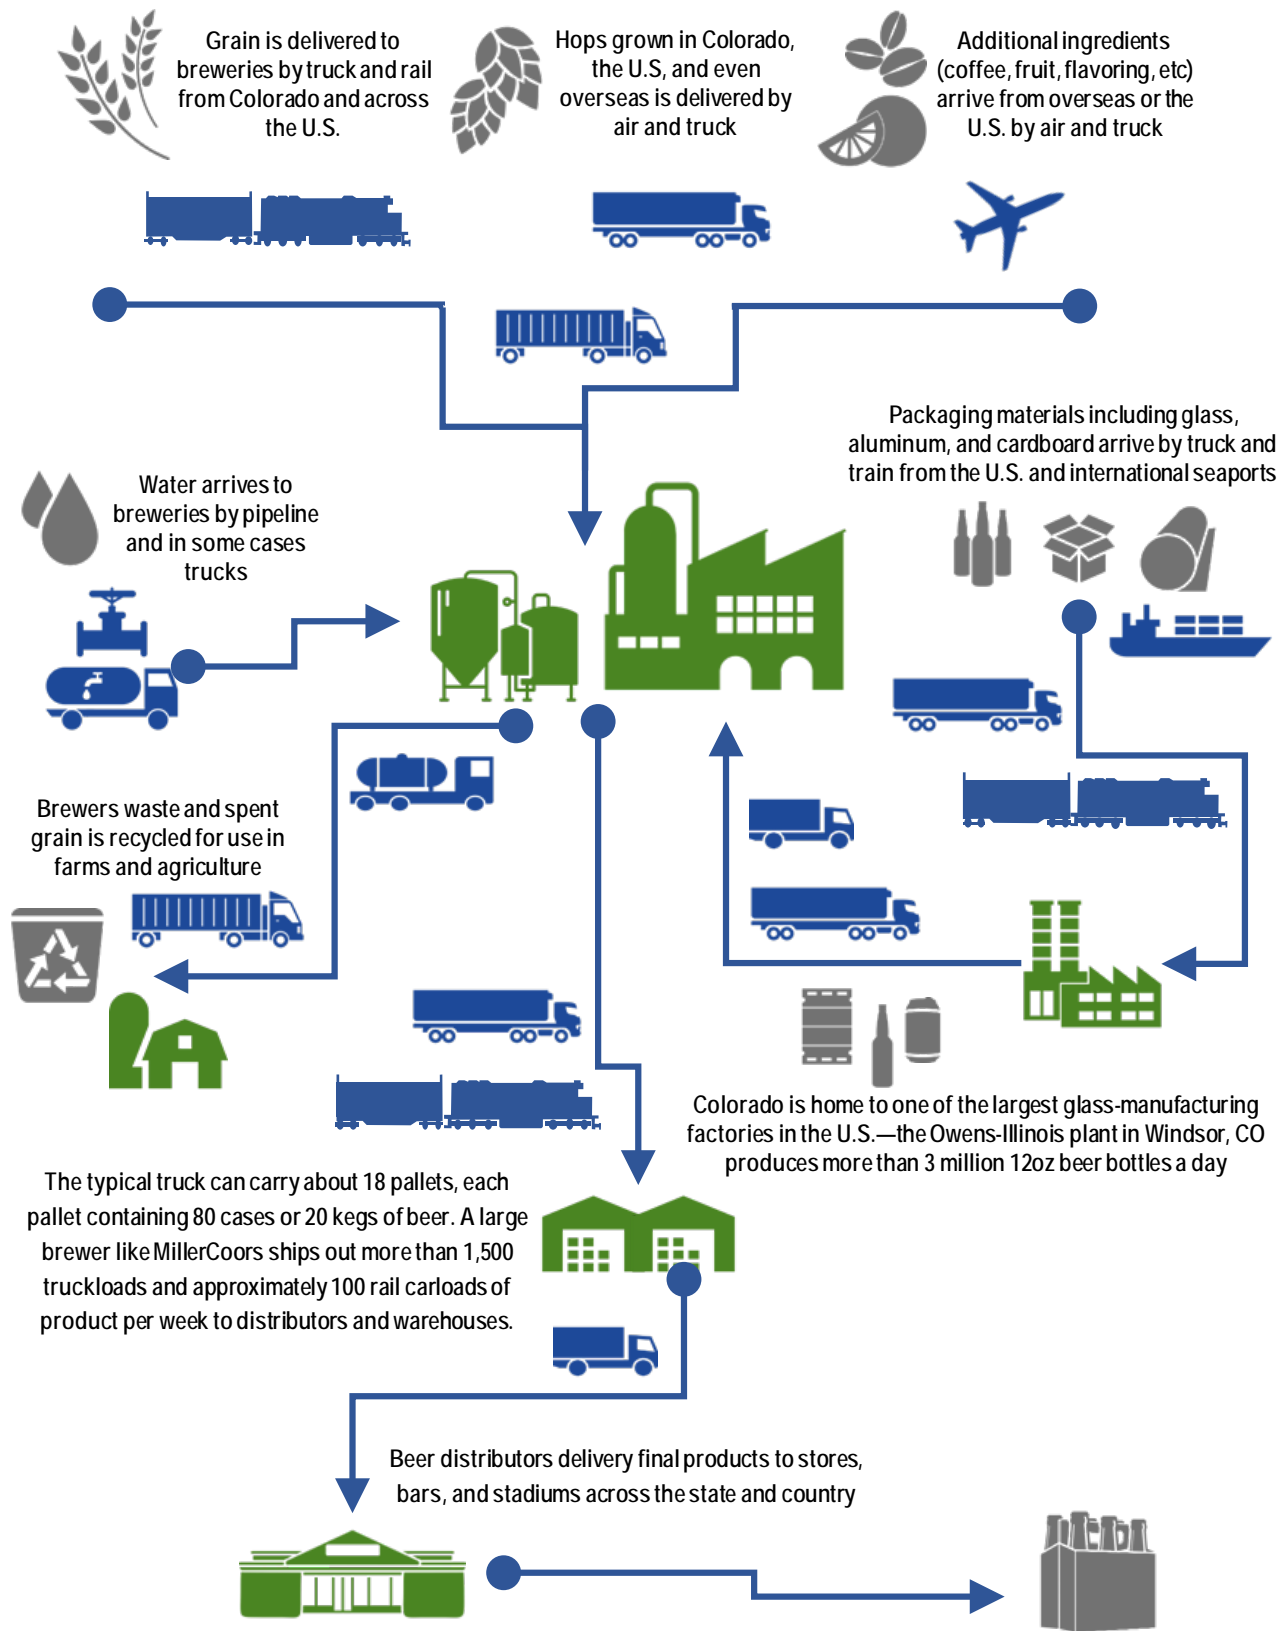 Grain is delivered to
breweries by truck and rail
from Colorado and across
the U.S.
Hops grown in Colorado,
the U.S, and even
overseas is delivered by
air and truck
Additional ingredients
(coffee, fruit, flavoring, etc)
arrive from overseas or the
U.S. by air and truck
Packaging materials including glass,
aluminum, and cardboard arrive by truck and
train from the U.S. and international seaports
Water arrives to
breweries by pipeline
and in some cases
trucks
Brewers waste and spent
grain is recycled for use in
farms and agriculture
Colorado is home to one of the largest glass-manufacturing
factories in the U.S.—the Owens-Illinois plant in Windsor, CO
produces more than 3 million 12oz beer bottles a day
The typical truck can carry about 18 pallets, each
pallet containing 80 cases or 20 kegs of beer. A large
brewer like MillerCoors ships out more than 1,500
truckloads and approximately 100 rail carloads of
product per week to distributors and warehouses.
Beer distributors delivery final products to stores,
bars, and stadiums across the state and country